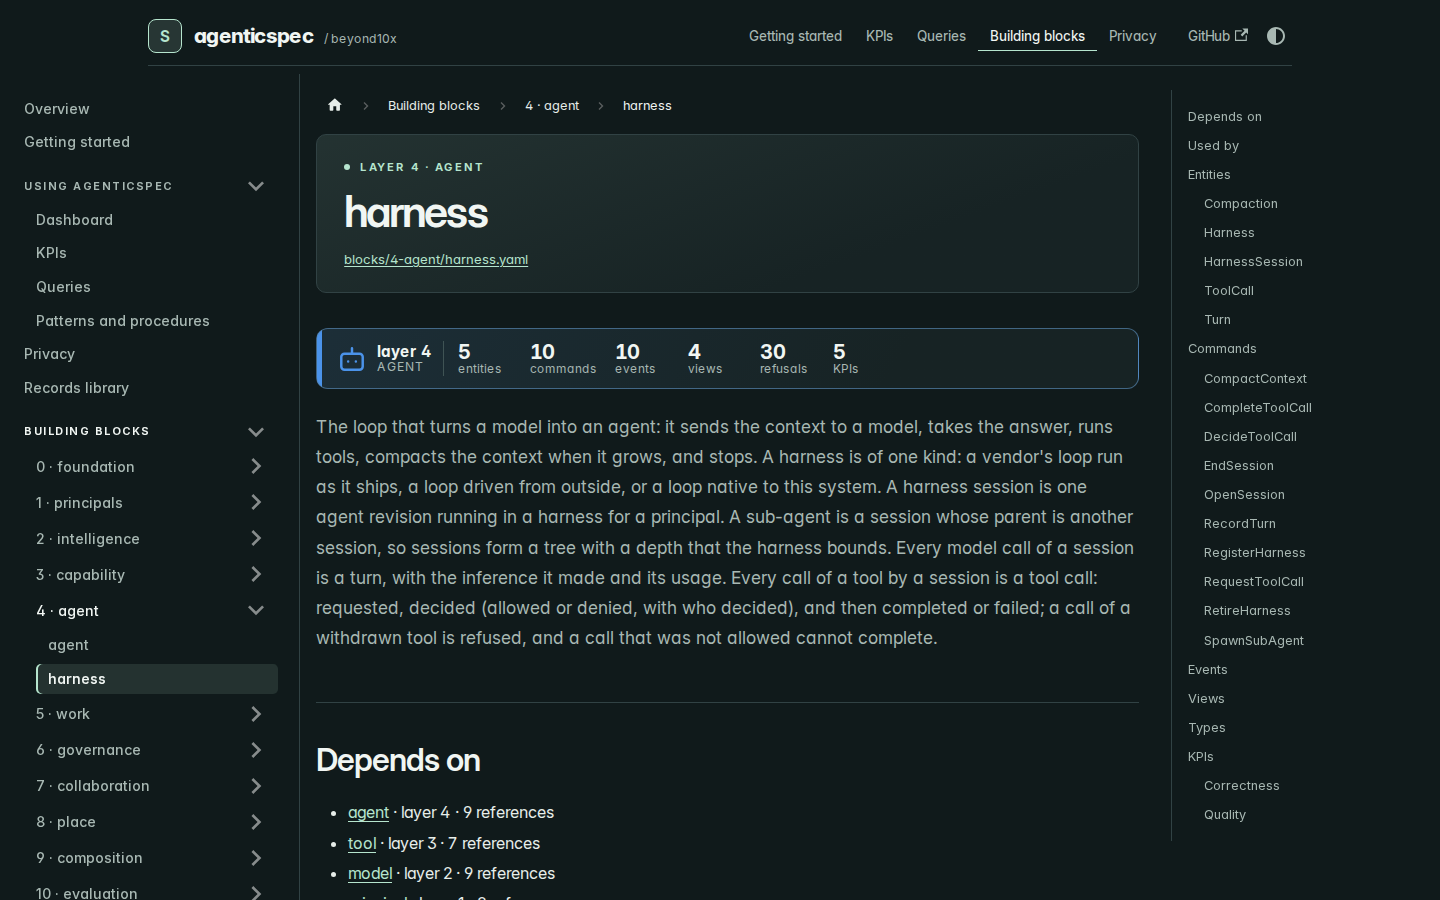 S agenticspec / beyond10x
Getting started KPIs Queries Building blocks Privacy GitHub
Overview
Getting started
USING AGENTICSPEC
Dashboard
KPIs
Queries
Patterns and procedures
Privacy
Records library
BUILDING BLOCKS
0 · foundation
1 · principals
2 · intelligence
3 · capability
4 · agent
agent
harness
5 · work
6 · governance
7 · collaboration
8 · place
9 · composition
10 · evaluation
Building blocks 4 · agent harness
LAYER 4 · AGENT
harness
blocks/4-agent/harness.yaml
layer 4 AGENT
5 entities
10 commands
10 events
4 views
30 refusals
5 KPIs
The loop that turns a model into an agent: it sends the context to a model, takes the answer, runs
tools, compacts the context when it grows, and stops. A harness is of one kind: a vendor's loop run
as it ships, a loop driven from outside, or a loop native to this system. A harness session is one
agent revision running in a harness for a principal. A sub-agent is a session whose parent is another
session, so sessions form a tree with a depth that the harness bounds. Every model call of a session
is a turn, with the inference it made and its usage. Every call of a tool by a session is a tool call:
requested, decided (allowed or denied, with who decided), and then completed or failed; a call of a
withdrawn tool is refused, and a call that was not allowed cannot complete.
Depends on
agent · layer 4 · 9 references
tool · layer 3 · 7 references
model · layer 2 · 9 references
Depends on
Used by
Entities
Compaction
Harness
HarnessSession
ToolCall
Turn
Commands
CompactContext
CompleteToolCall
DecideToolCall
EndSession
OpenSession
RecordTurn
RegisterHarness
RequestToolCall
RetireHarness
SpawnSubAgent
Events
Views
Types
KPIs
Correctness
Quality